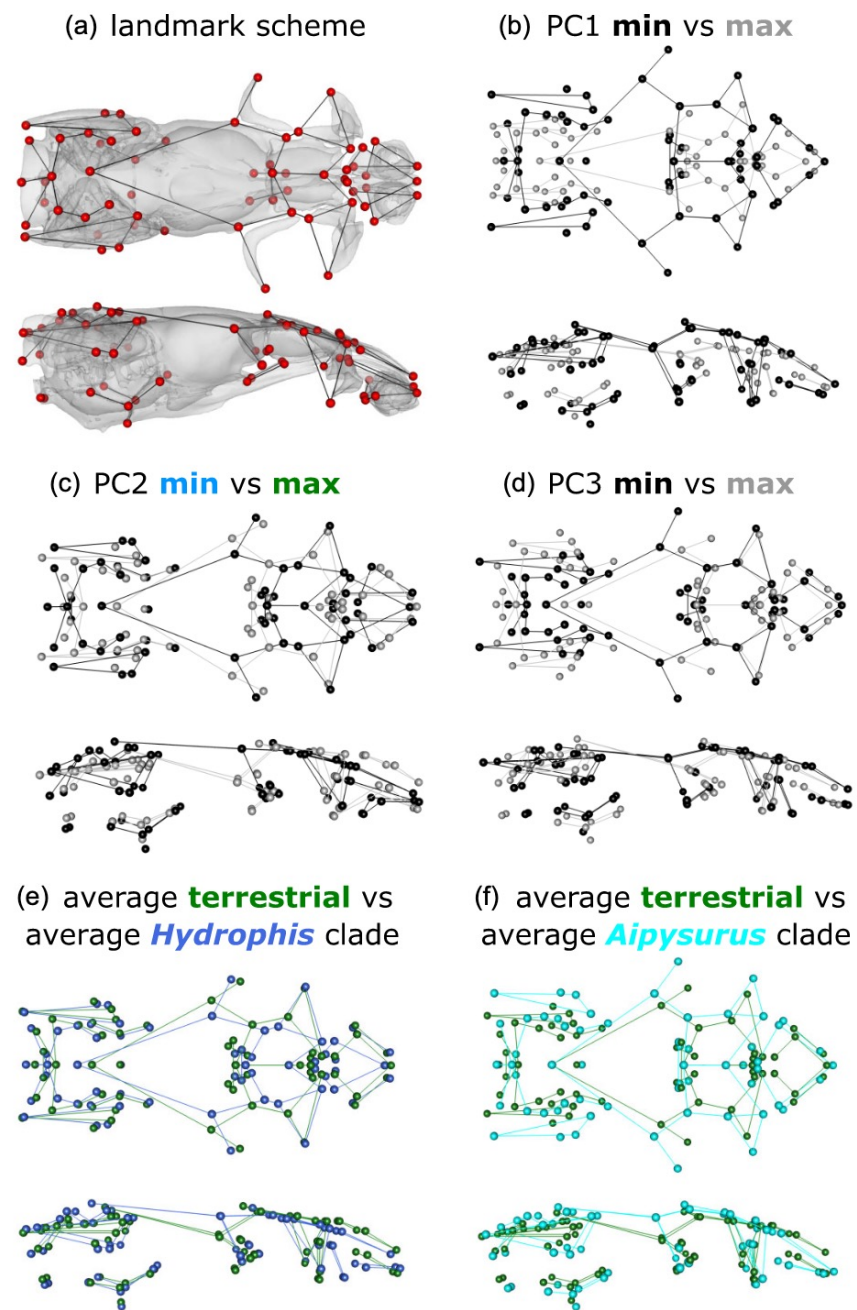 (a) landmark scheme
(b) PC1 min vs max
(c) PC2 min vs max
(d) PC3 min vs max
(e) average terrestrial vs
average Hydrophis clade
(f) average terrestrial vs
average Aipysurus clade